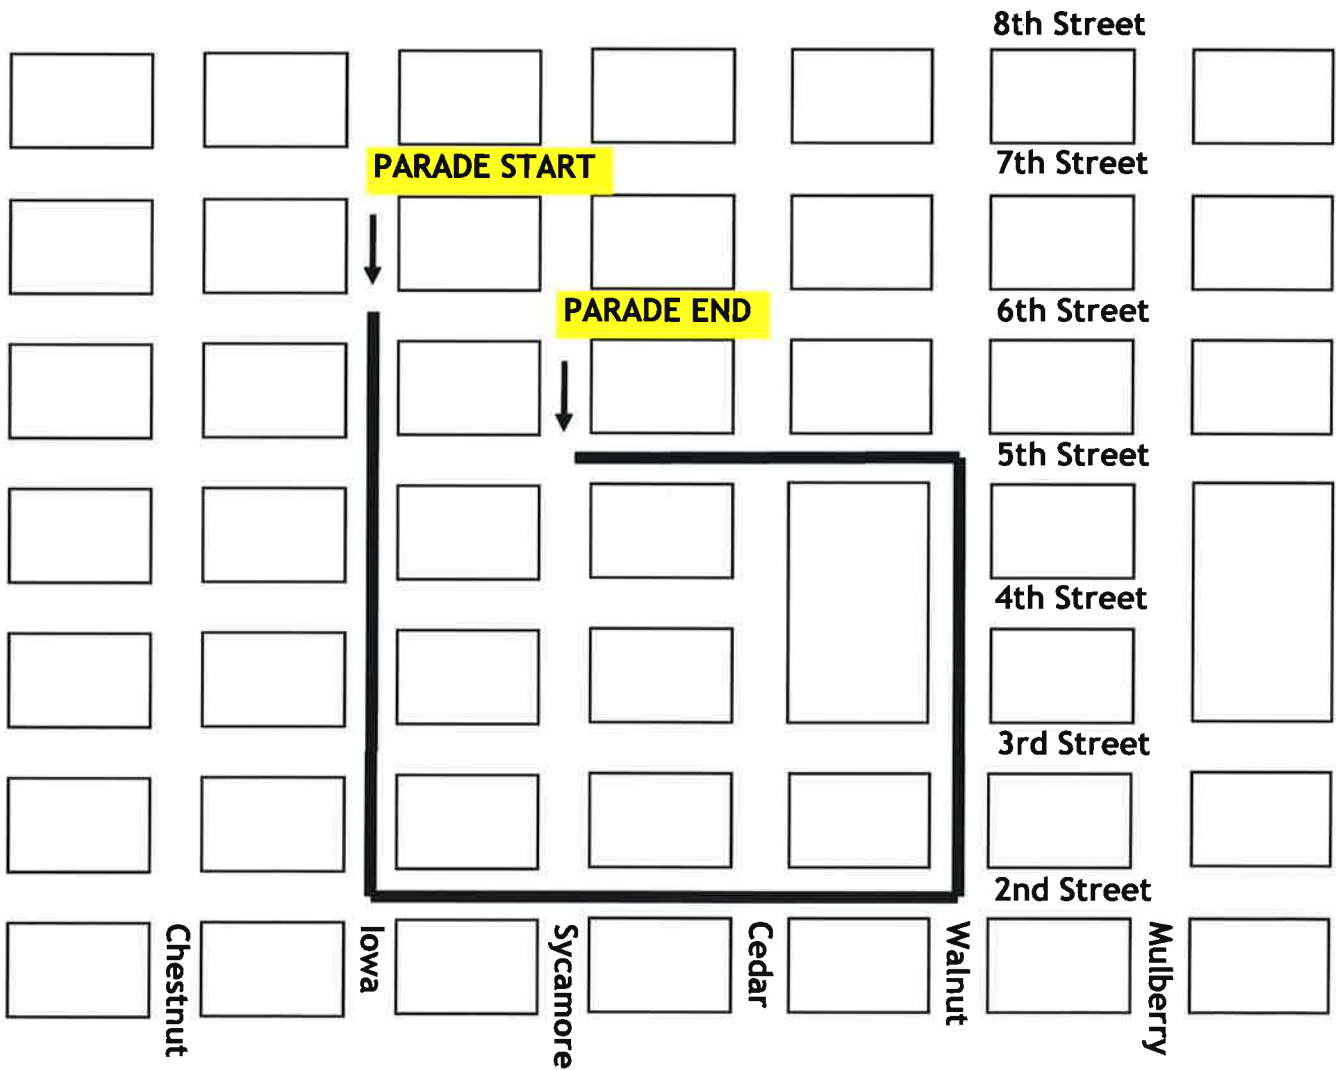 8th Street
PARADE START
7th Street
PARADE END
6th Street
5th Street
4th Street
3rd Street
2nd Street
Chestnut
Iowa
Sycamore
Cedar
Walnut
Mulberry